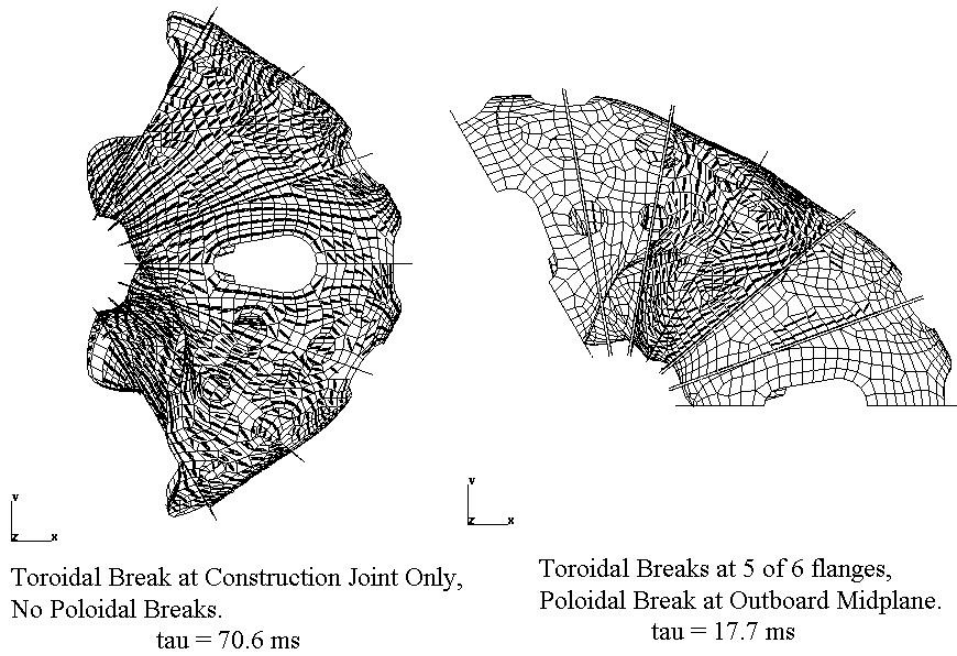 Y
Z
X
Y
Z
X
Toroidal Break at Construction Joint Only,
No Poloidal Breaks.
tau = 70.6 ms
Toroidal Breaks at 5 of 6 flanges,
Poloidal Break at Outboard Midplane.
tau = 17.7 ms